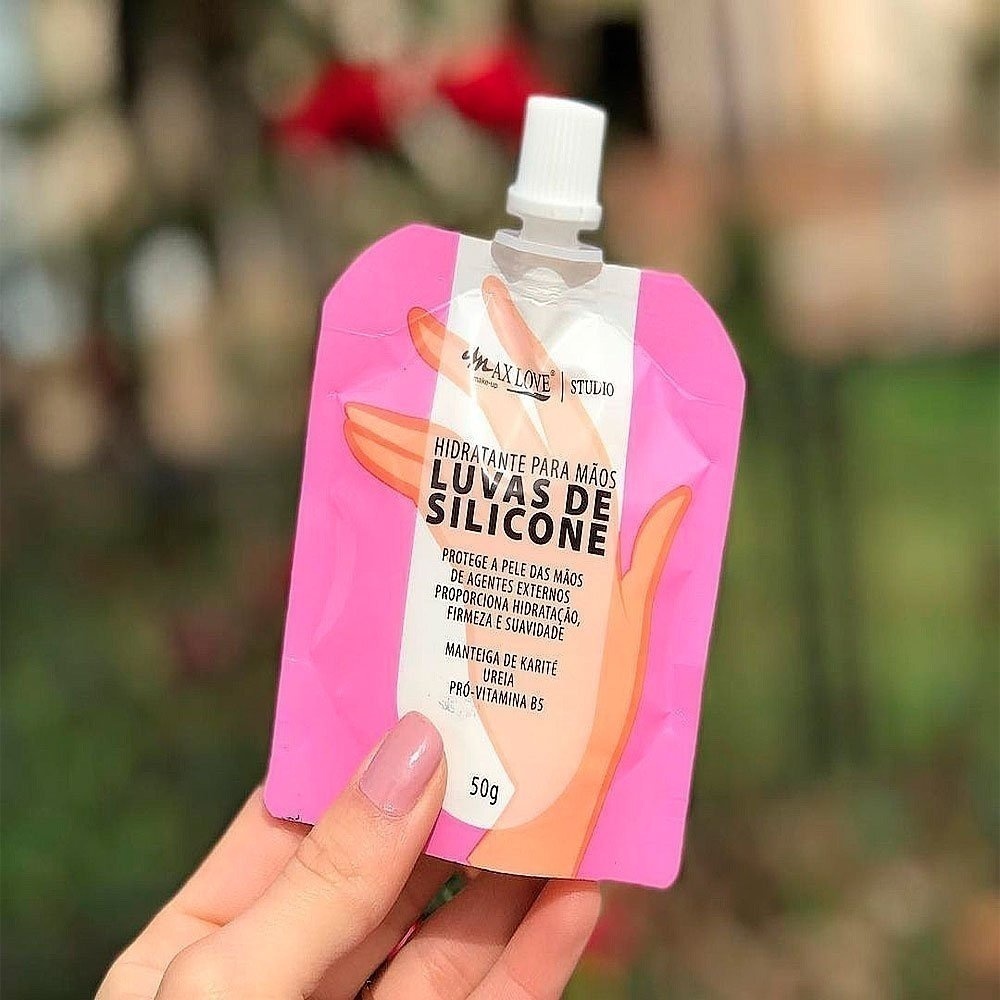 MAX LOVE® | STUDIO
make-up
HIDRATANTE PARA MÃOS
LUVAS DE
SILICONE
PROTEGE A PELE DAS MÃOS
DE AGENTES EXTERNOS
PROPORCIONA HIDRATAÇÃO,
FIRMEZA E SUAVIDADE
MANTEIGA DE KARITÉ
UREIA
PRÓ-VITAMINA B5
50g